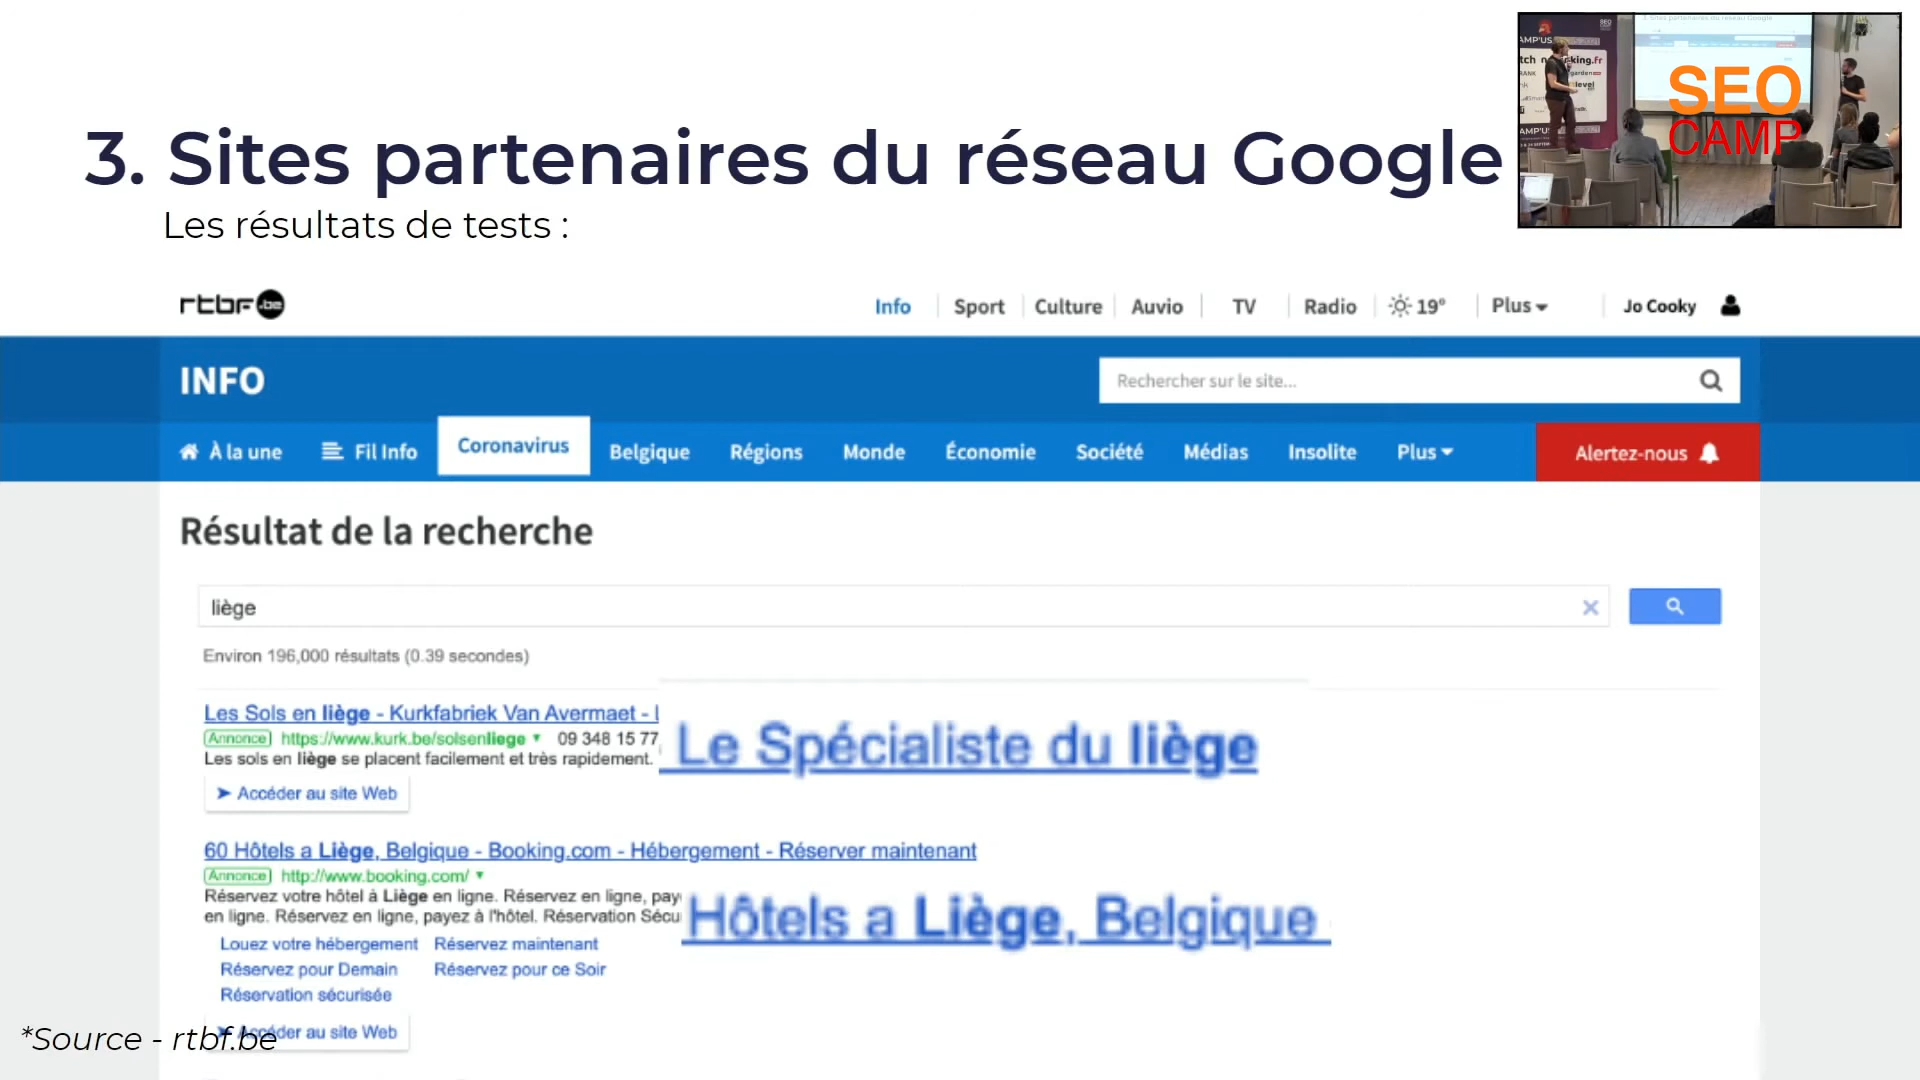 3. Sites partenaires du réseau Google
Les résultats de tests :
SEO
CAMP
rtbf.be
Info
Sport
Culture
Auvio
TV
Radio
19°
Plus
Jo Cooky
INFO
Rechercher sur le site...
À la une
Fil Info
Coronavirus
Belgique
Régions
Monde
Économie
Société
Médias
Insolite
Plus
Alertez-nous
Résultat de la recherche
liège
Environ 196,000 résultats (0.39 secondes)
Les Sols en liège - Kurkfabriek Van Avermaet -
Annonce https://www.kurk.be/solsenliege 09 348 15 77
Les sols en liège se placent facilement et très rapidement.
Le Spécialiste du liège
➤ Accéder au site Web
60 Hôtels a Liège, Belgique - Booking.com - Hébergement - Réserver maintenant
Annonce http://www.booking.com/
Réservez votre hôtel à Liège en ligne. Réservez en ligne, pay
en ligne. Réservez en ligne, payez à l'hôtel. Réservation Sécu
Hôtels a Liège, Belgique
Louez votre hébergement Réservez maintenant
Réservez pour Demain Réservez pour ce Soir
Réservation sécurisée
➤ Accéder au site Web
*Source - rtbf.be